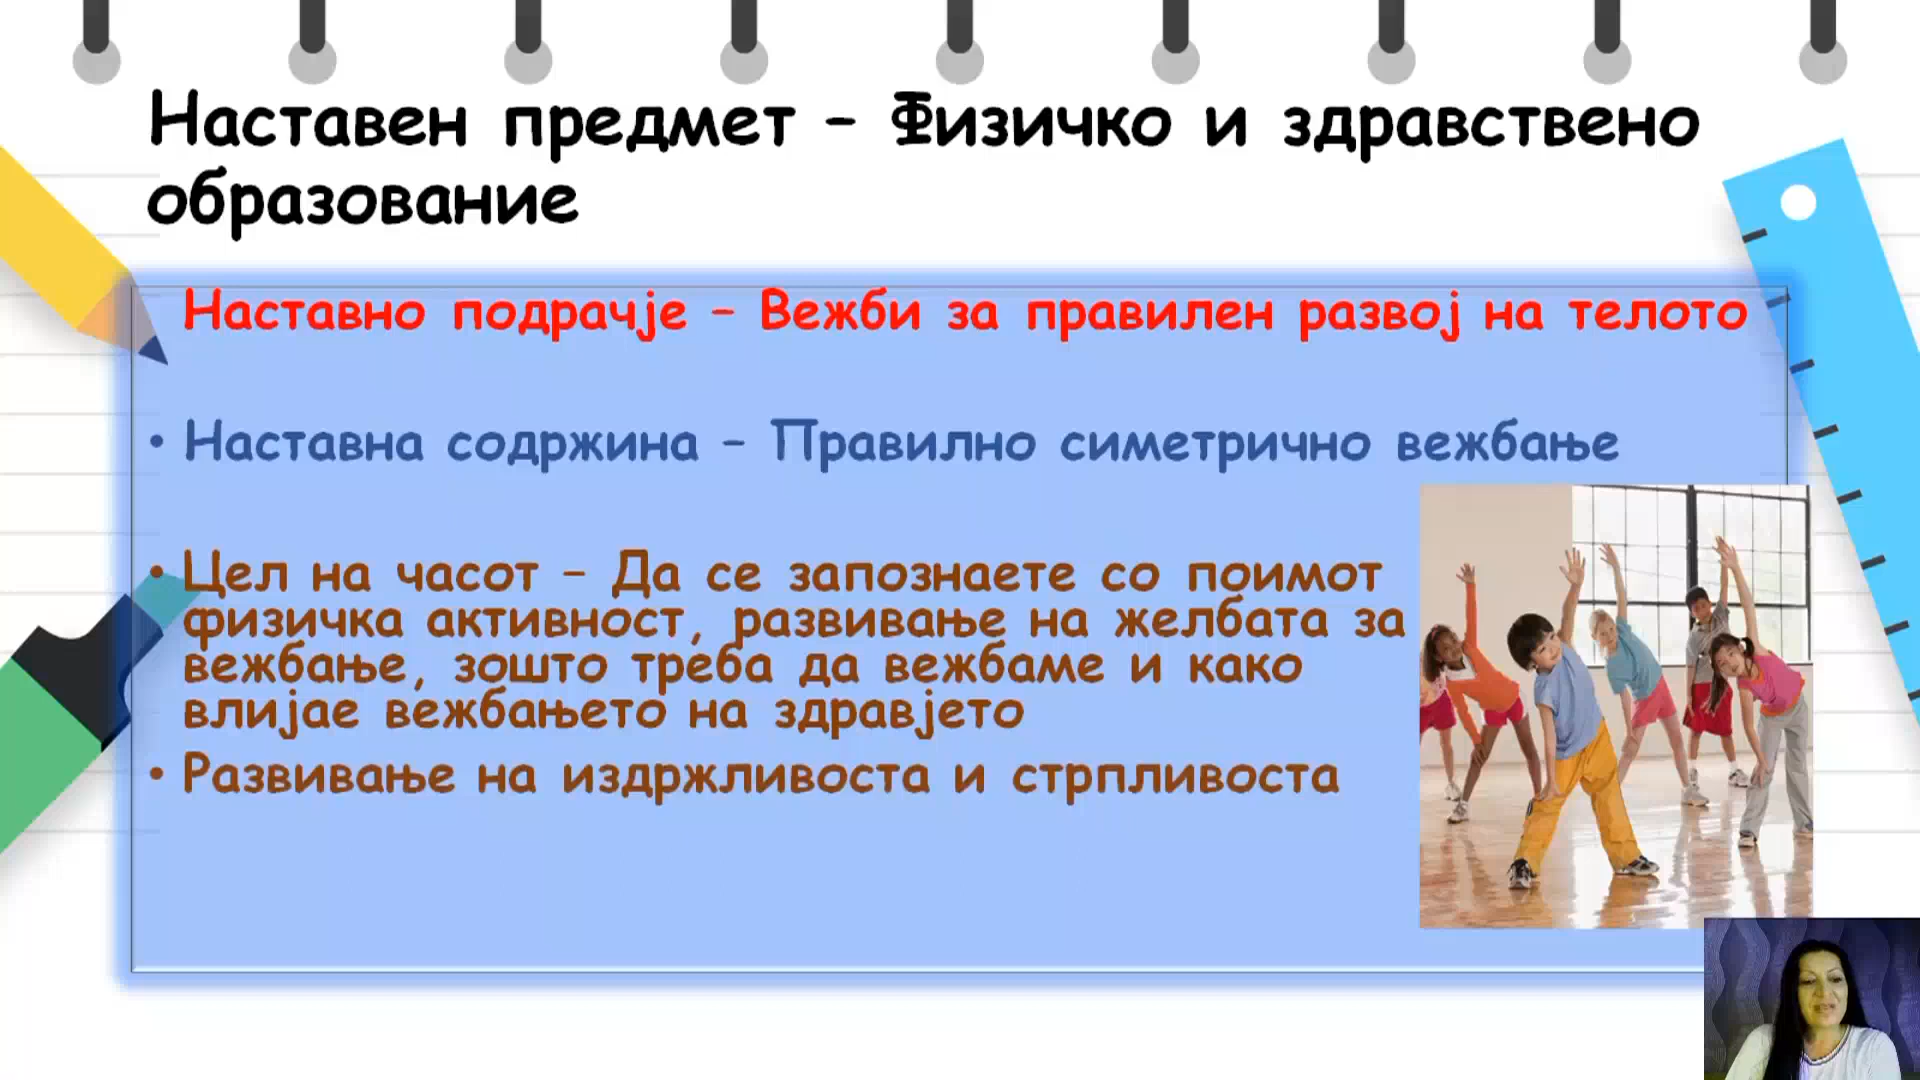 Наставен предмет – Физичко и здравствено
образование
Наставно подрачје – Вежби за правилен развој на телото
• Наставна содржина – Правилно симетрично вежбање
• Цел на часот – Да се запознаете со поимот
физичка активност, развивање на желбата за
вежбање, зошто треба да вежбаме и како
влијае вежбањето на здравјето
• Развивање на издржливоста и стрпливоста